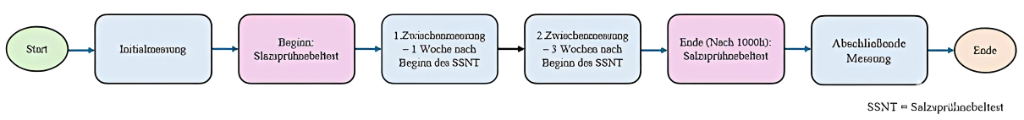 Start
Initialmessung
Beginn:
Slazsprühnebeltest
1.Zwischenmessung
– 1 Woche nach
Beginn des SSNT
2.Zwischenmessung
– 3 Wochen nach
Beginn des SSNT
Ende (Nach 1000h):
Salzsprühnebeltest
Abschließende
Messung
Ende
SSNT = Salzsprühnebeltest